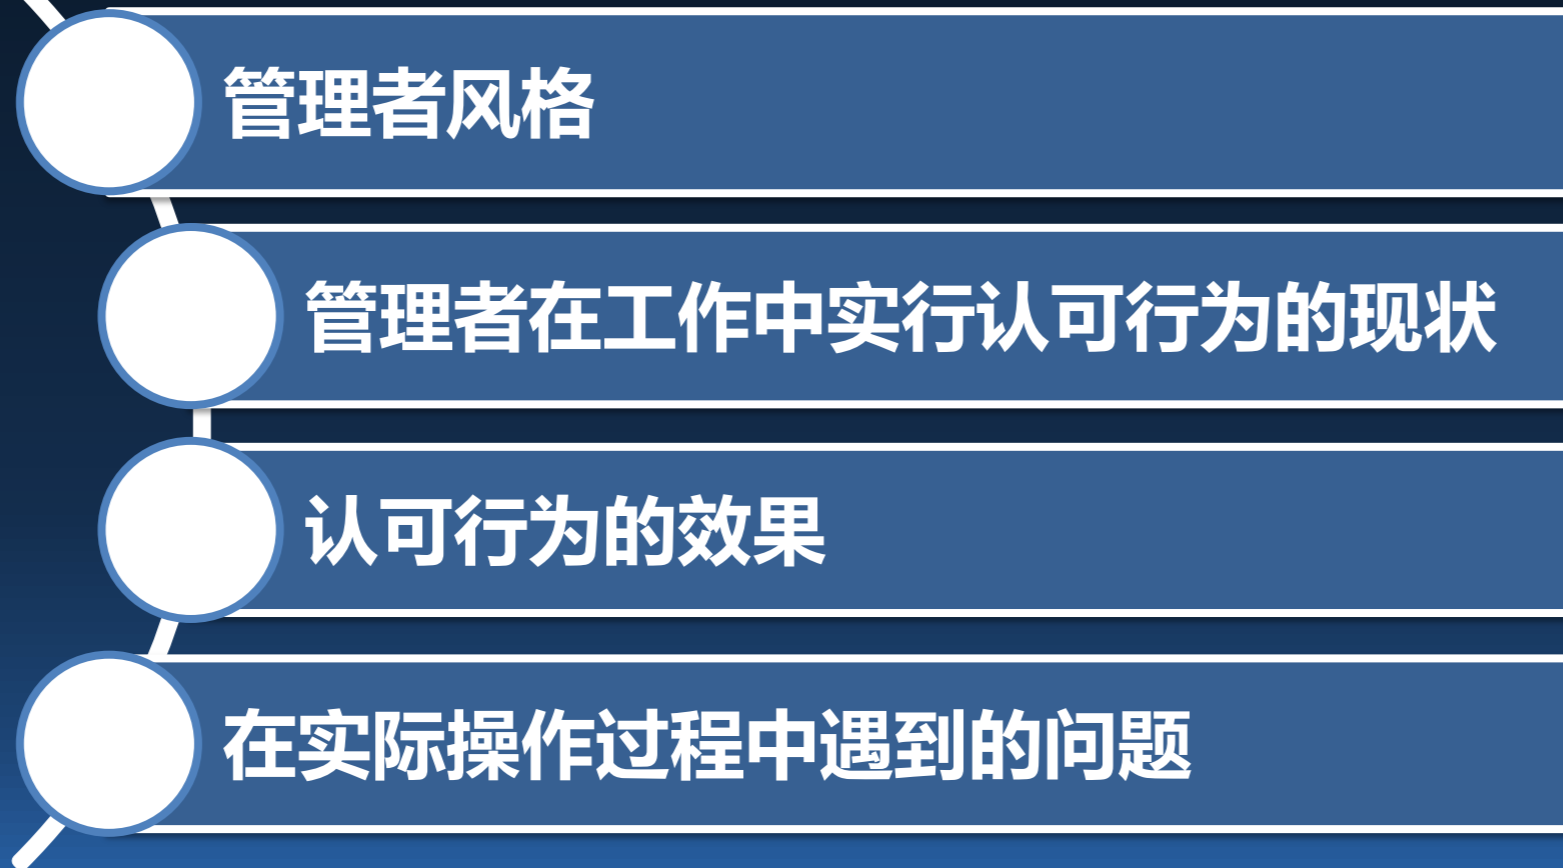 管理者风格
管理者在工作中实行认可行为的现状
认可行为的效果
在实际操作过程中遇到的问题